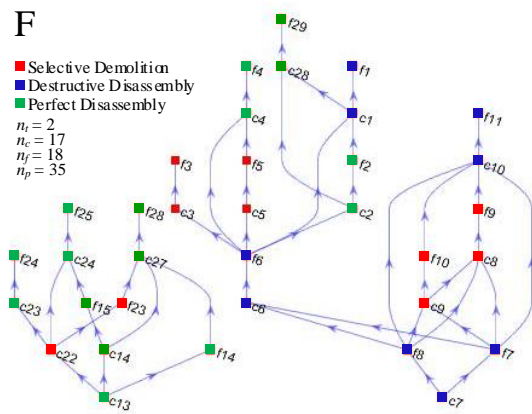 F
Selective Demolition
Destructive Disassembly
Perfect Disassembly
n_t = 2
n_c = 17
n_f = 18
n_p = 35
f29
f4
c28
f1
c4
c1
f11
f3
f5
f2
c10
f25
f28
c3
c5
c2
f9
f24
c24
c27
f6
f10
c8
c23
f15
f23
c6
c9
c22
c14
f14
f8
f7
c13
c7